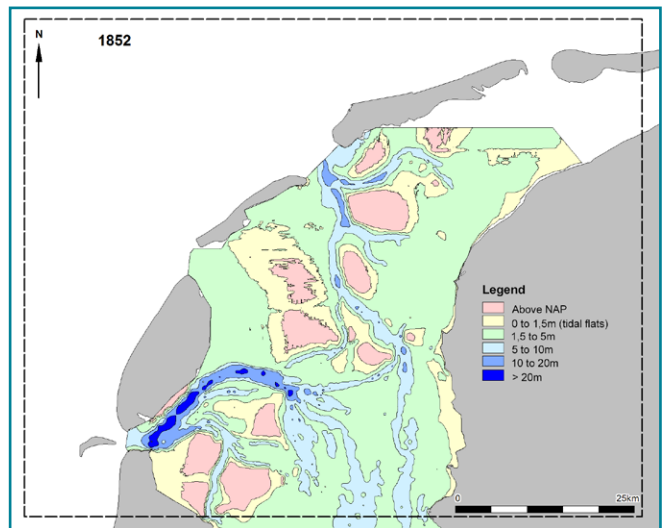 N
1852
Legend
Above NAP
0 to 1,5m (tidal flats)
1,5 to 5m
5 to 10m
10 to 20m
> 20m
0 25km